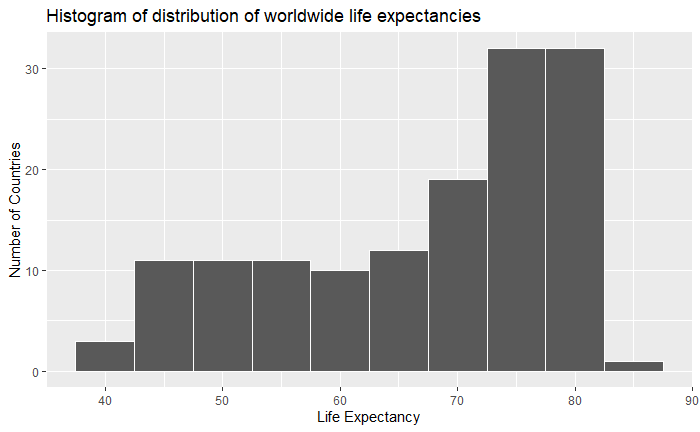 Histogram of distribution of worldwide life expectancies
30
20
10
0
Number of Countries
40 50 60 70 80 90
Life Expectancy